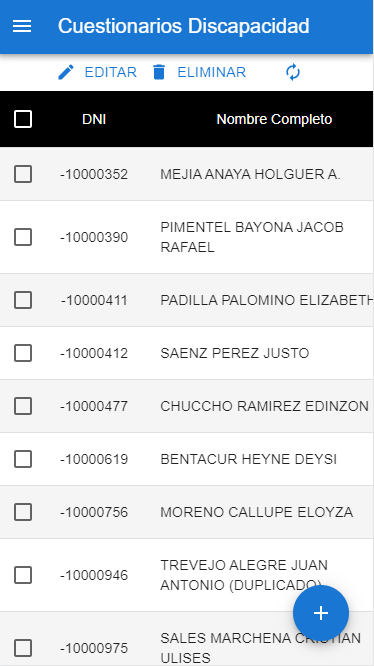 Cuestionarios Discapacidad
EDITAR ELIMINAR
DNI Nombre Completo
-10000352 MEJIA ANAYA HOLGUER A.
-10000390 PIMENTEL BAYONA JACOB
RAFAEL
-10000411 PADILLA PALOMINO ELIZABETH
-10000412 SAENZ PEREZ JUSTO
-10000477 CHUCCHO RAMIREZ EDINZON
-10000619 BENTACUR HEYNE DEYSI
-10000756 MORENO CALLUPE ELOYZA
-10000946 TREVEJO ALEGRE JUAN
ANTONIO (DUPLICADO)
-10000975 SALES MARCHENA CRISTIAN
ULISES